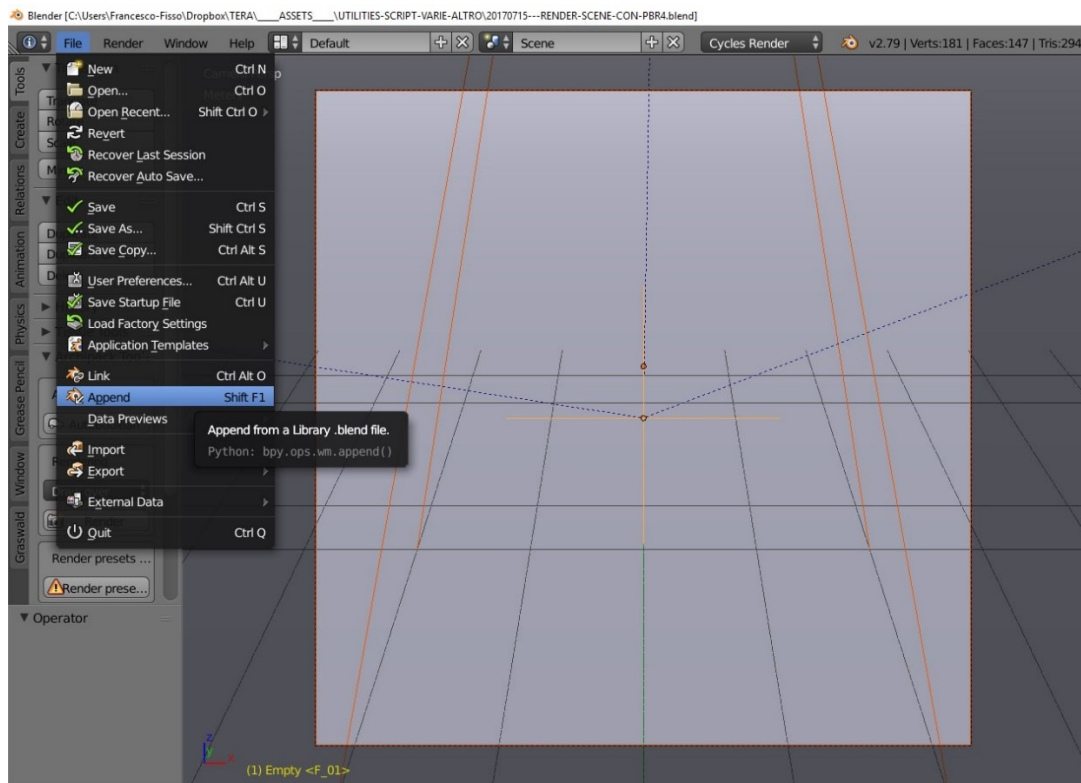 Blender [C:\Users\Francesco-Fisso\Dropbox\TERA\____ASSETS____\UTILITIES-SCRIPT-VARIE-ALTRO\20170715---RENDER-SCENE-CON-PBR4.blend]
File Render Window Help Default Scene Cycles Render v2.79 | Verts:181 | Faces:147 | Tris:294
New Ctrl N
Open... Ctrl O
Open Recent... Shift Ctrl O
Revert
Recover Last Session
Recover Auto Save...
Save Ctrl S
Save As... Shift Ctrl S
Save Copy... Ctrl Alt S
User Preferences... Ctrl Alt U
Save Startup File Ctrl U
Load Factory Settings
Application Templates
Link Ctrl Alt O
Append Shift F1
Data Previews
Import
Export
External Data
Quit Ctrl Q
Append from a Library .blend file.
Python: bpy.ops.wm.append()
Tools
Create
Relations
Animation
Physics
Grease Pencil
Window
Graswald
Render presets ...
Render prese...
Operator
z
y
x
(1) Empty <F_01>